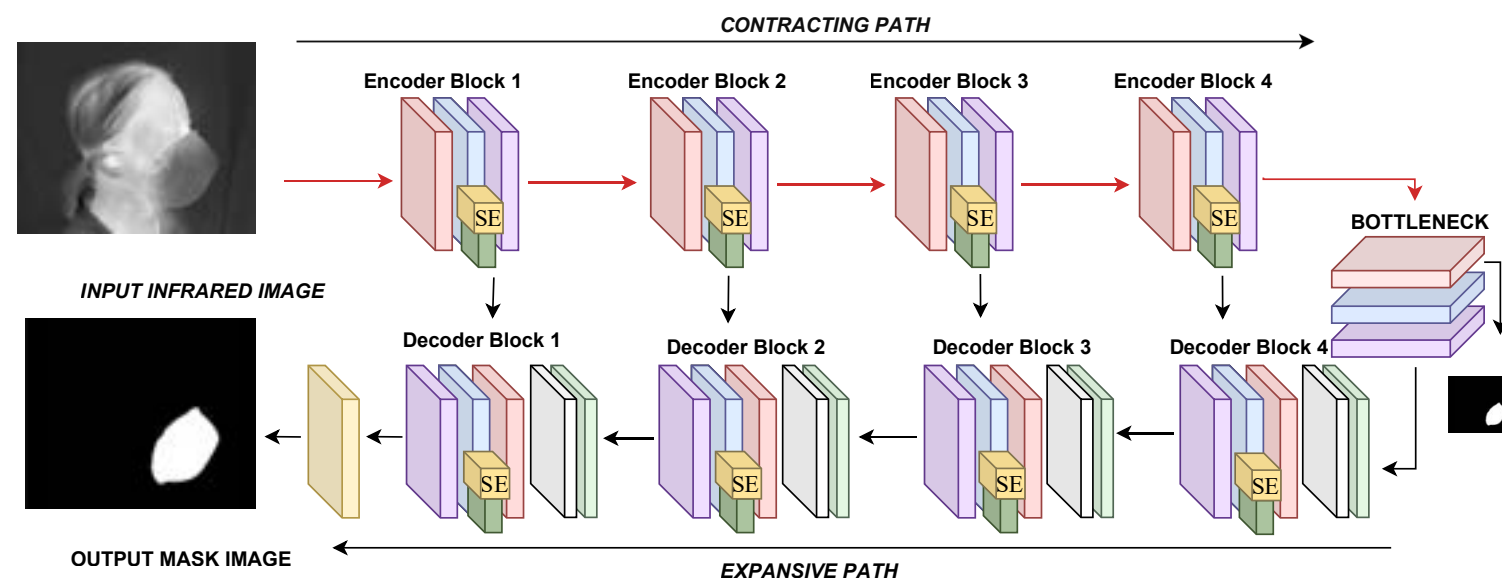 CONTRACTING PATH
Encoder Block 1
Encoder Block 2
Encoder Block 3
Encoder Block 4
SE
SE
SE
SE
BOTTLENECK
INPUT INFRARED IMAGE
Decoder Block 1
Decoder Block 2
Decoder Block 3
Decoder Block 4
SE
SE
SE
SE
OUTPUT MASK IMAGE
EXPANSIVE PATH